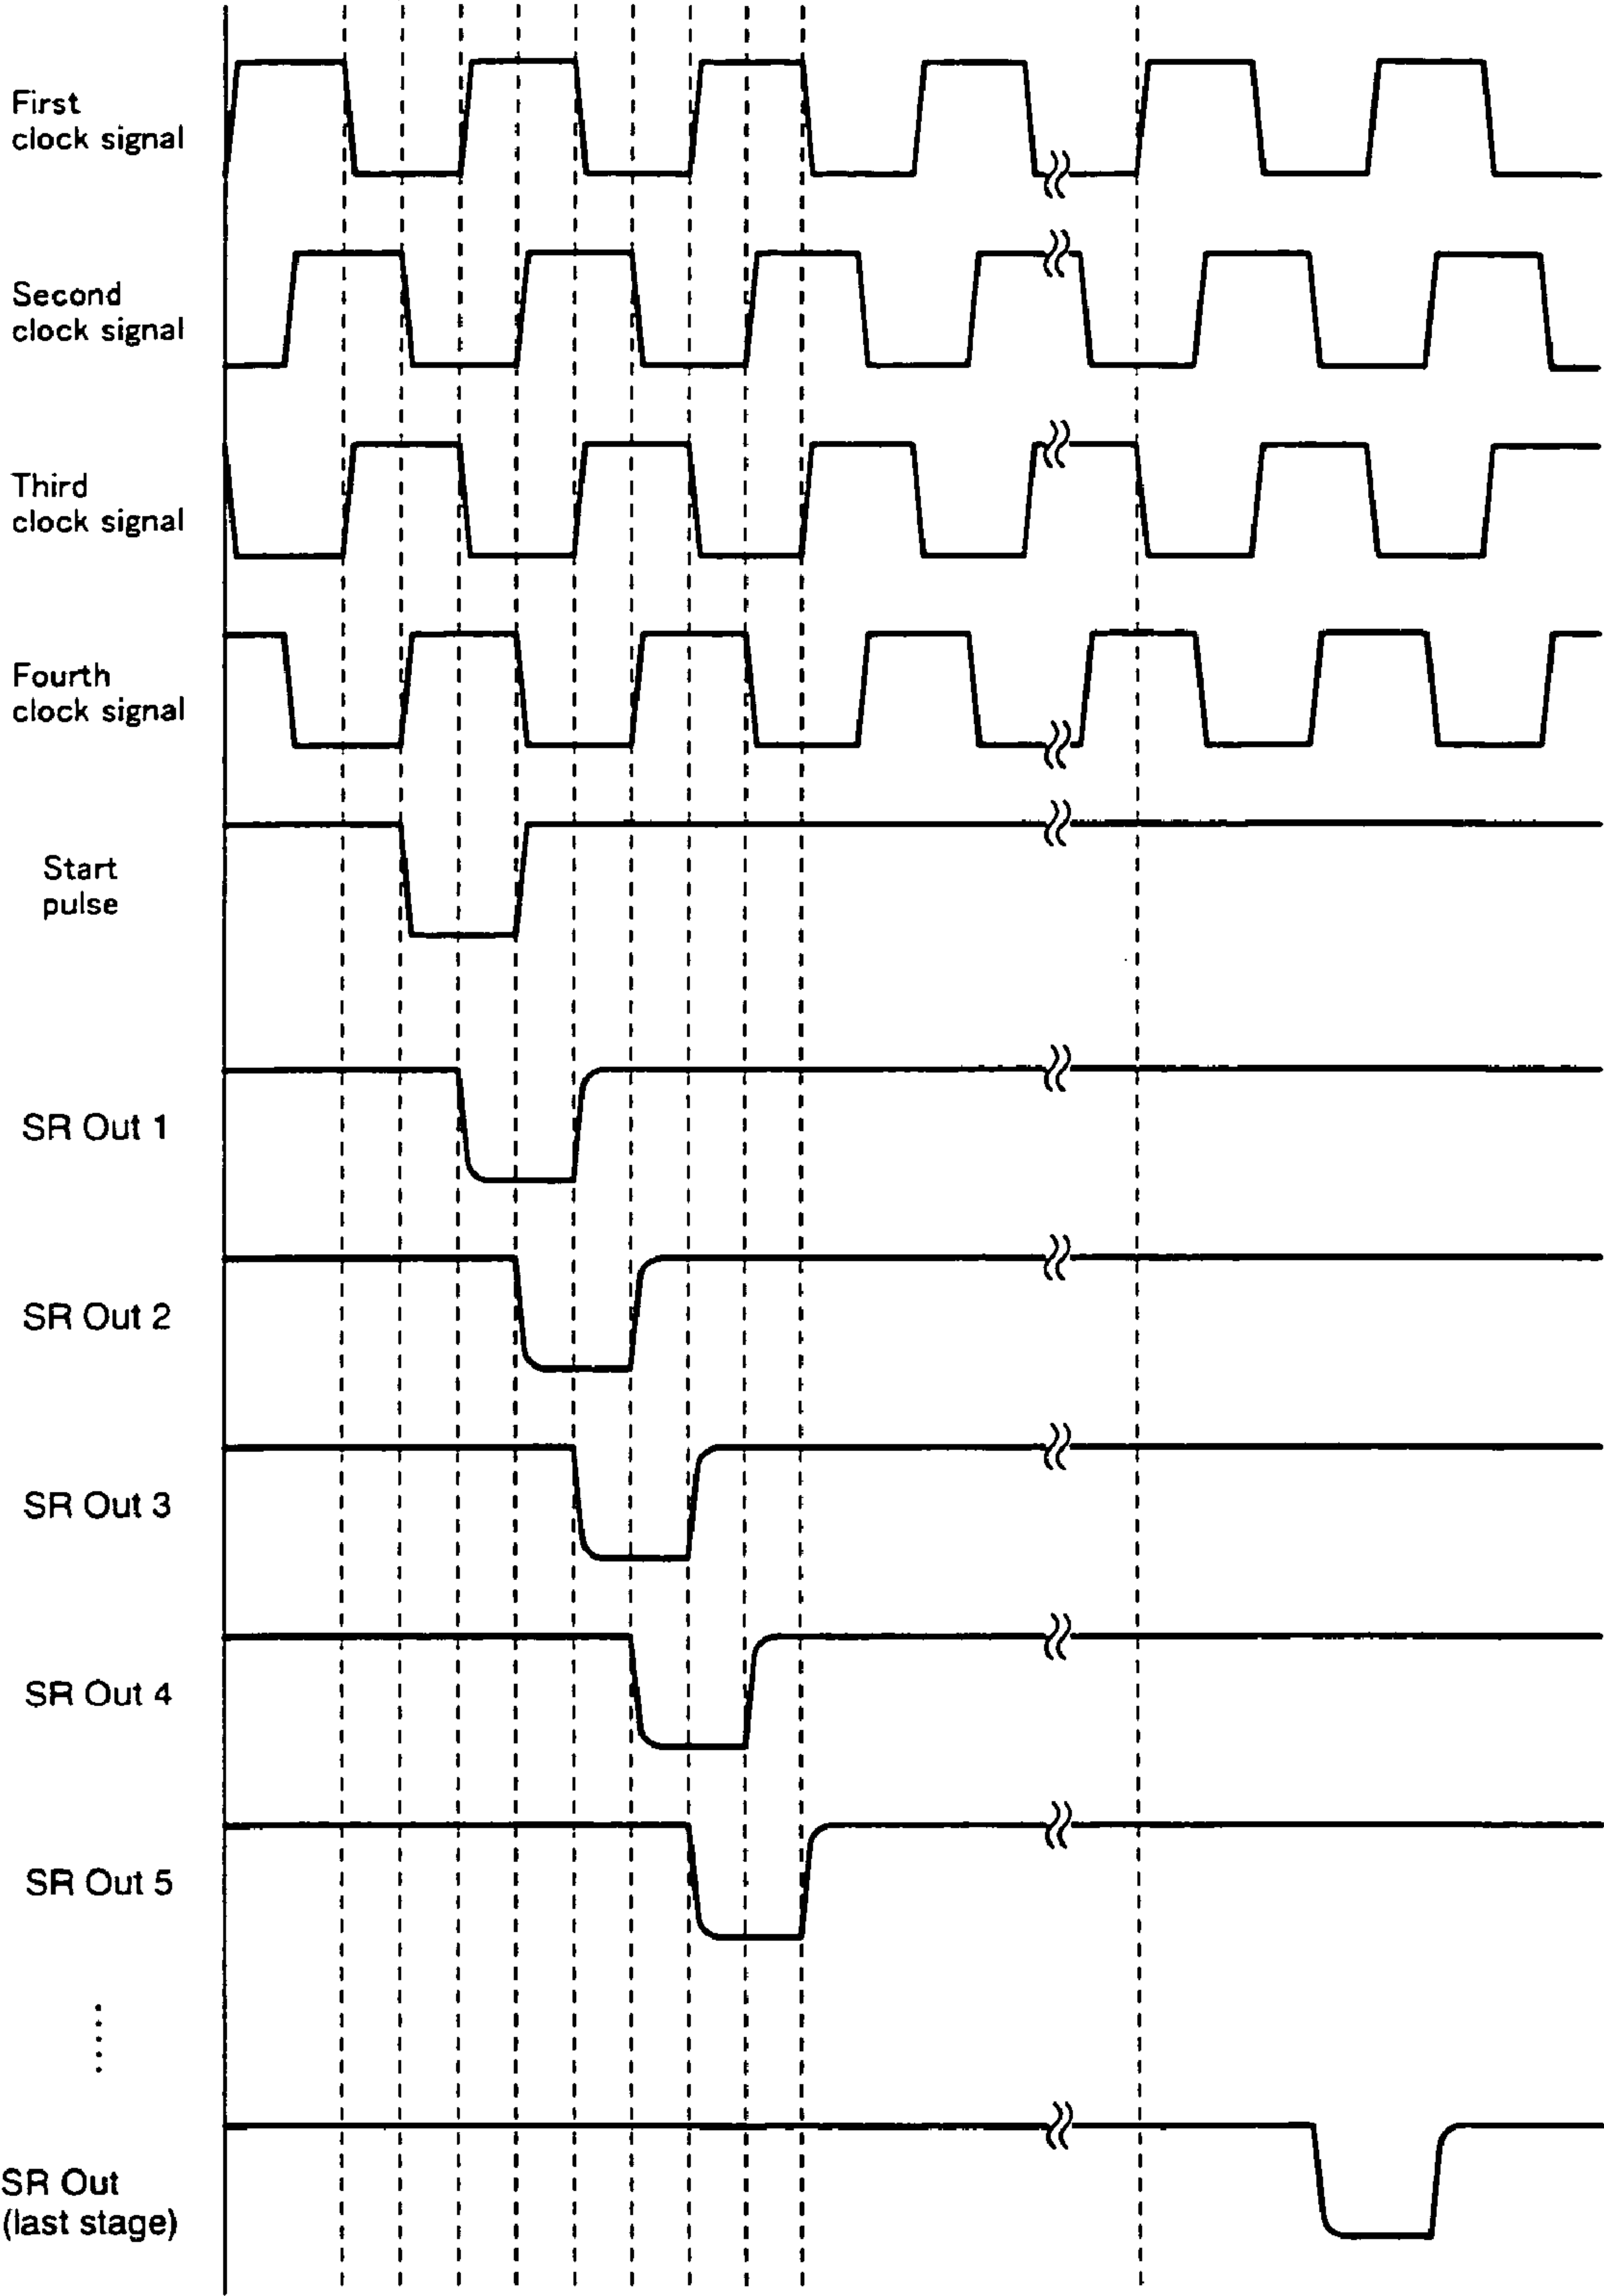 First
clock signal
Second
clock signal
Third
clock signal
Fourth
clock signal
Start
pulse
SR Out 1
SR Out 2
SR Out 3
SR Out 4
SR Out 5
SR Out
(last stage)